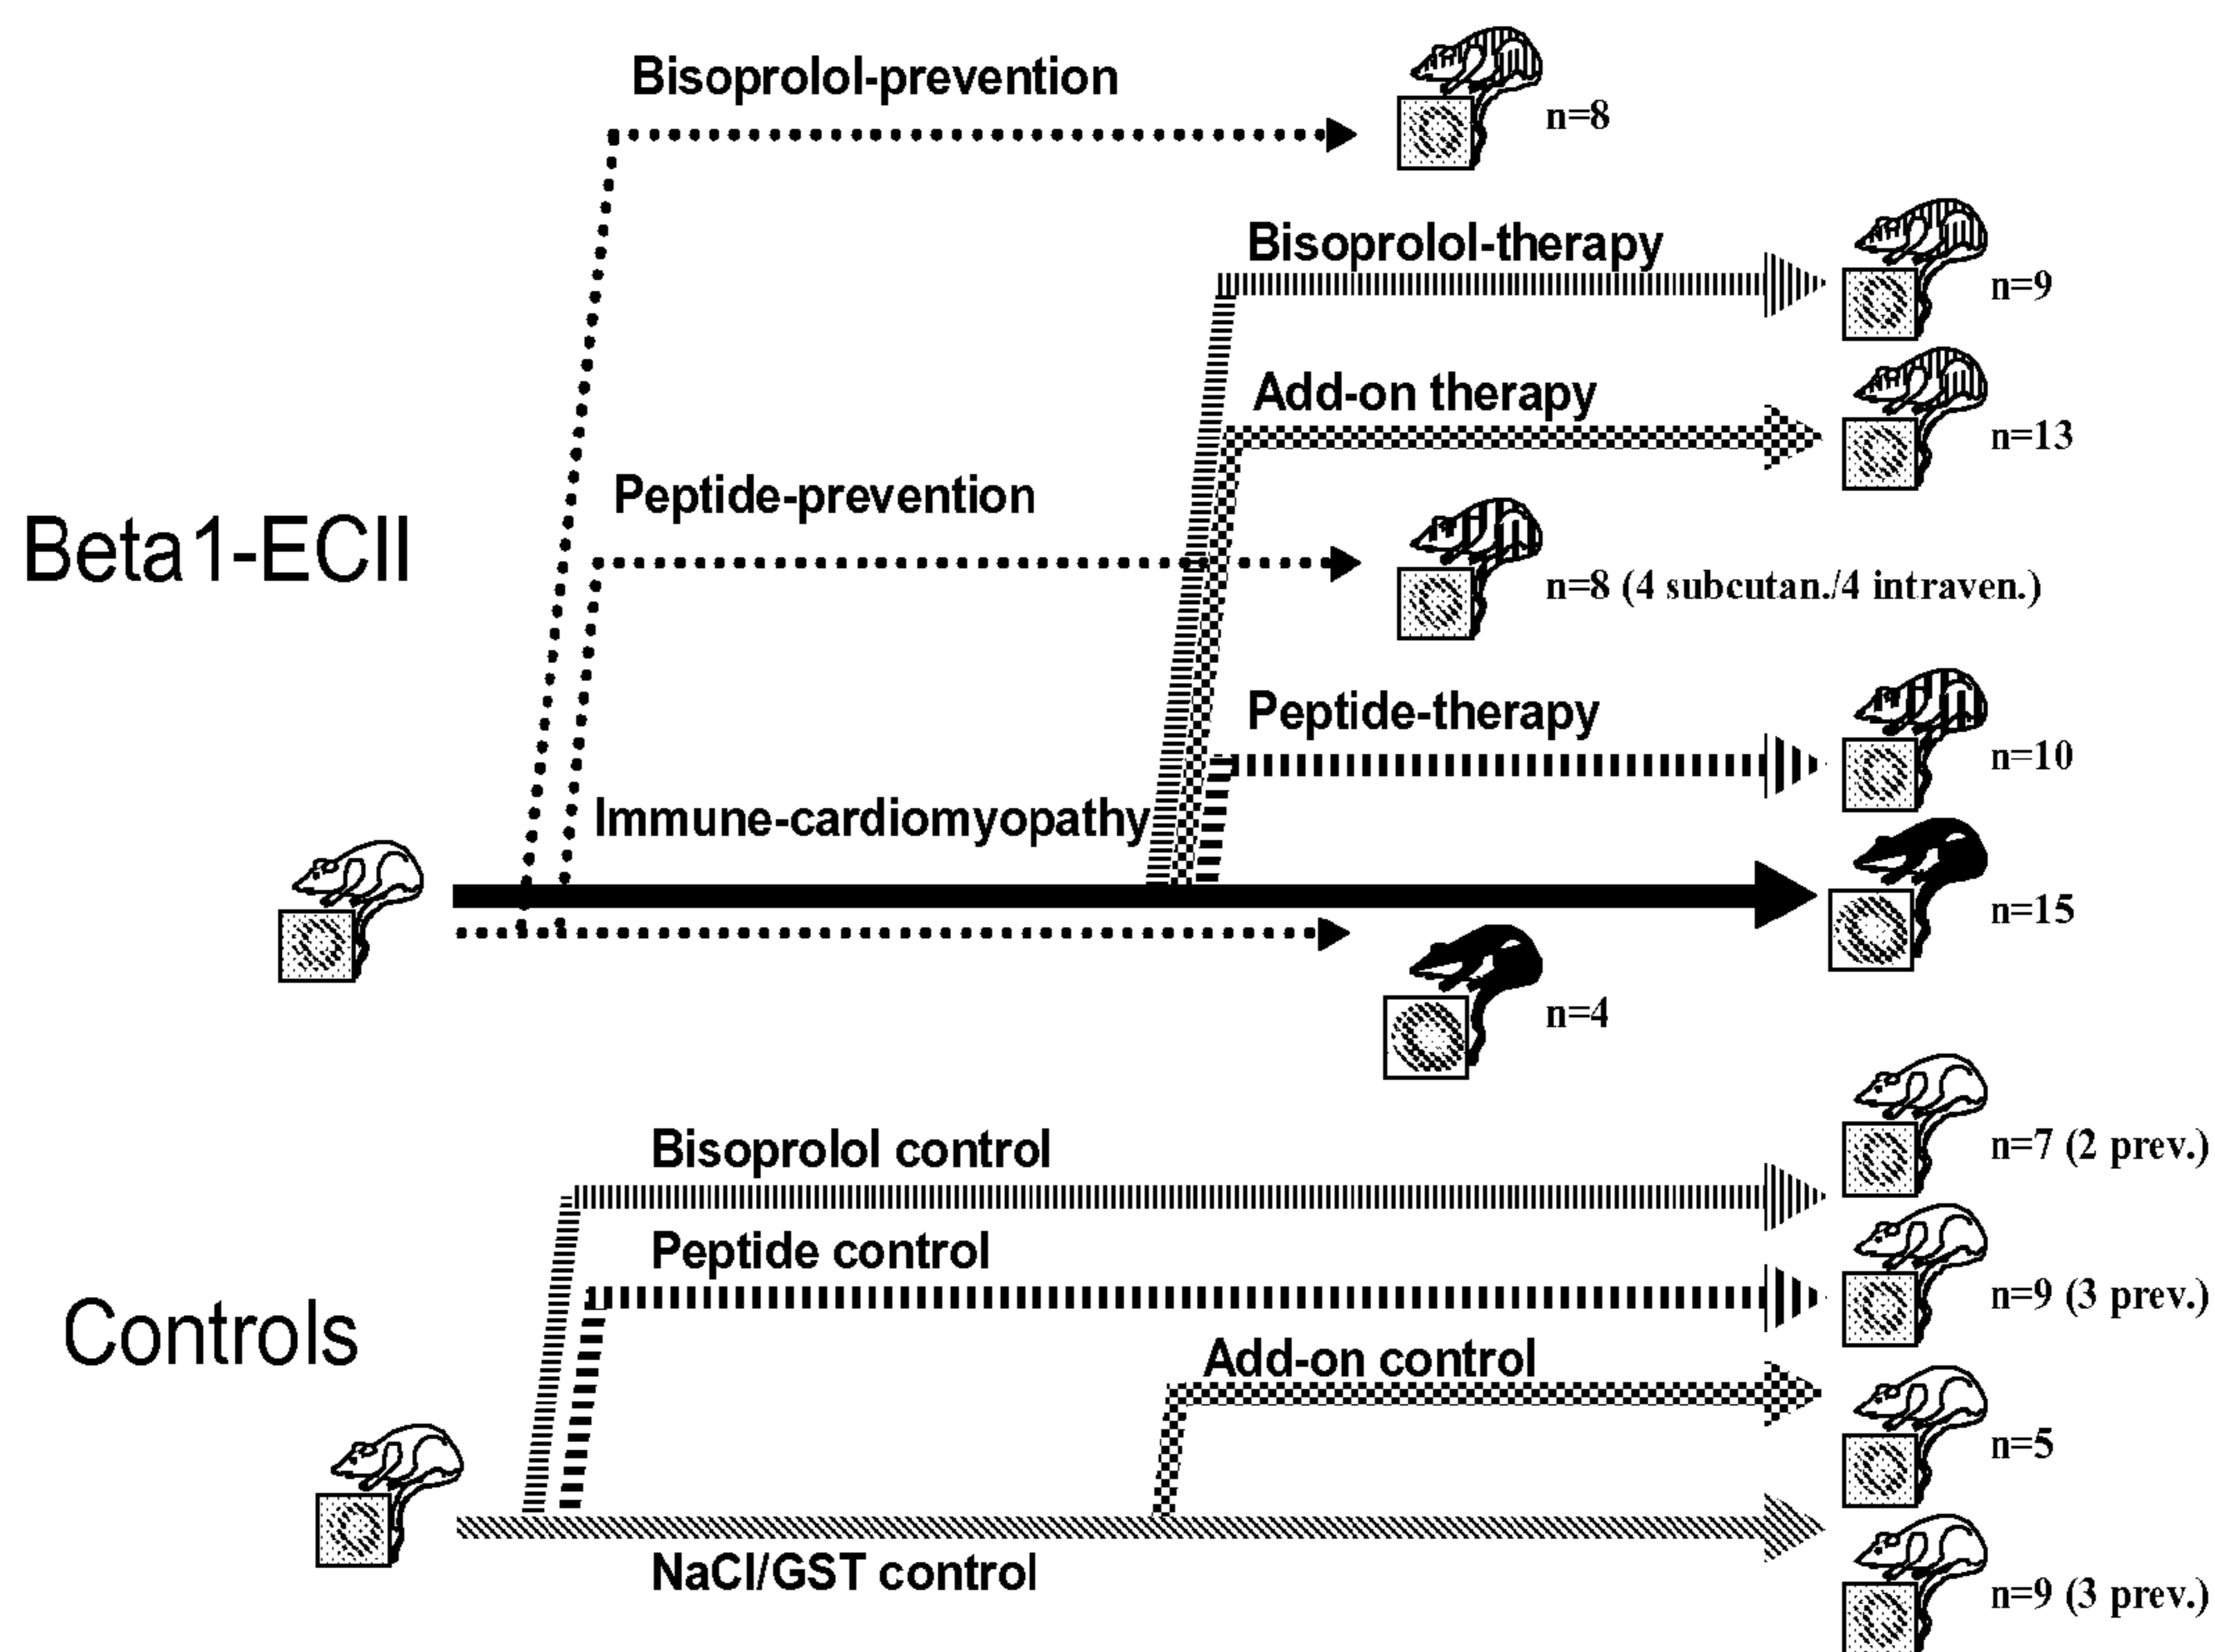 Bisoprolol-prevention
n=8
Bisoprolol-therapy
n=9
Add-on therapy
n=13
Peptide-prevention
Beta1-ECII
n=8 (4 subcutan./4 intraven.)
Peptide-therapy
n=10
Immune-cardiomyopathy
n=15
n=4
Bisoprolol control
n=7 (2 prev.)
Peptide control
n=9 (3 prev.)
Controls
Add-on control
n=5
NaCl/GST control
n=9 (3 prev.)